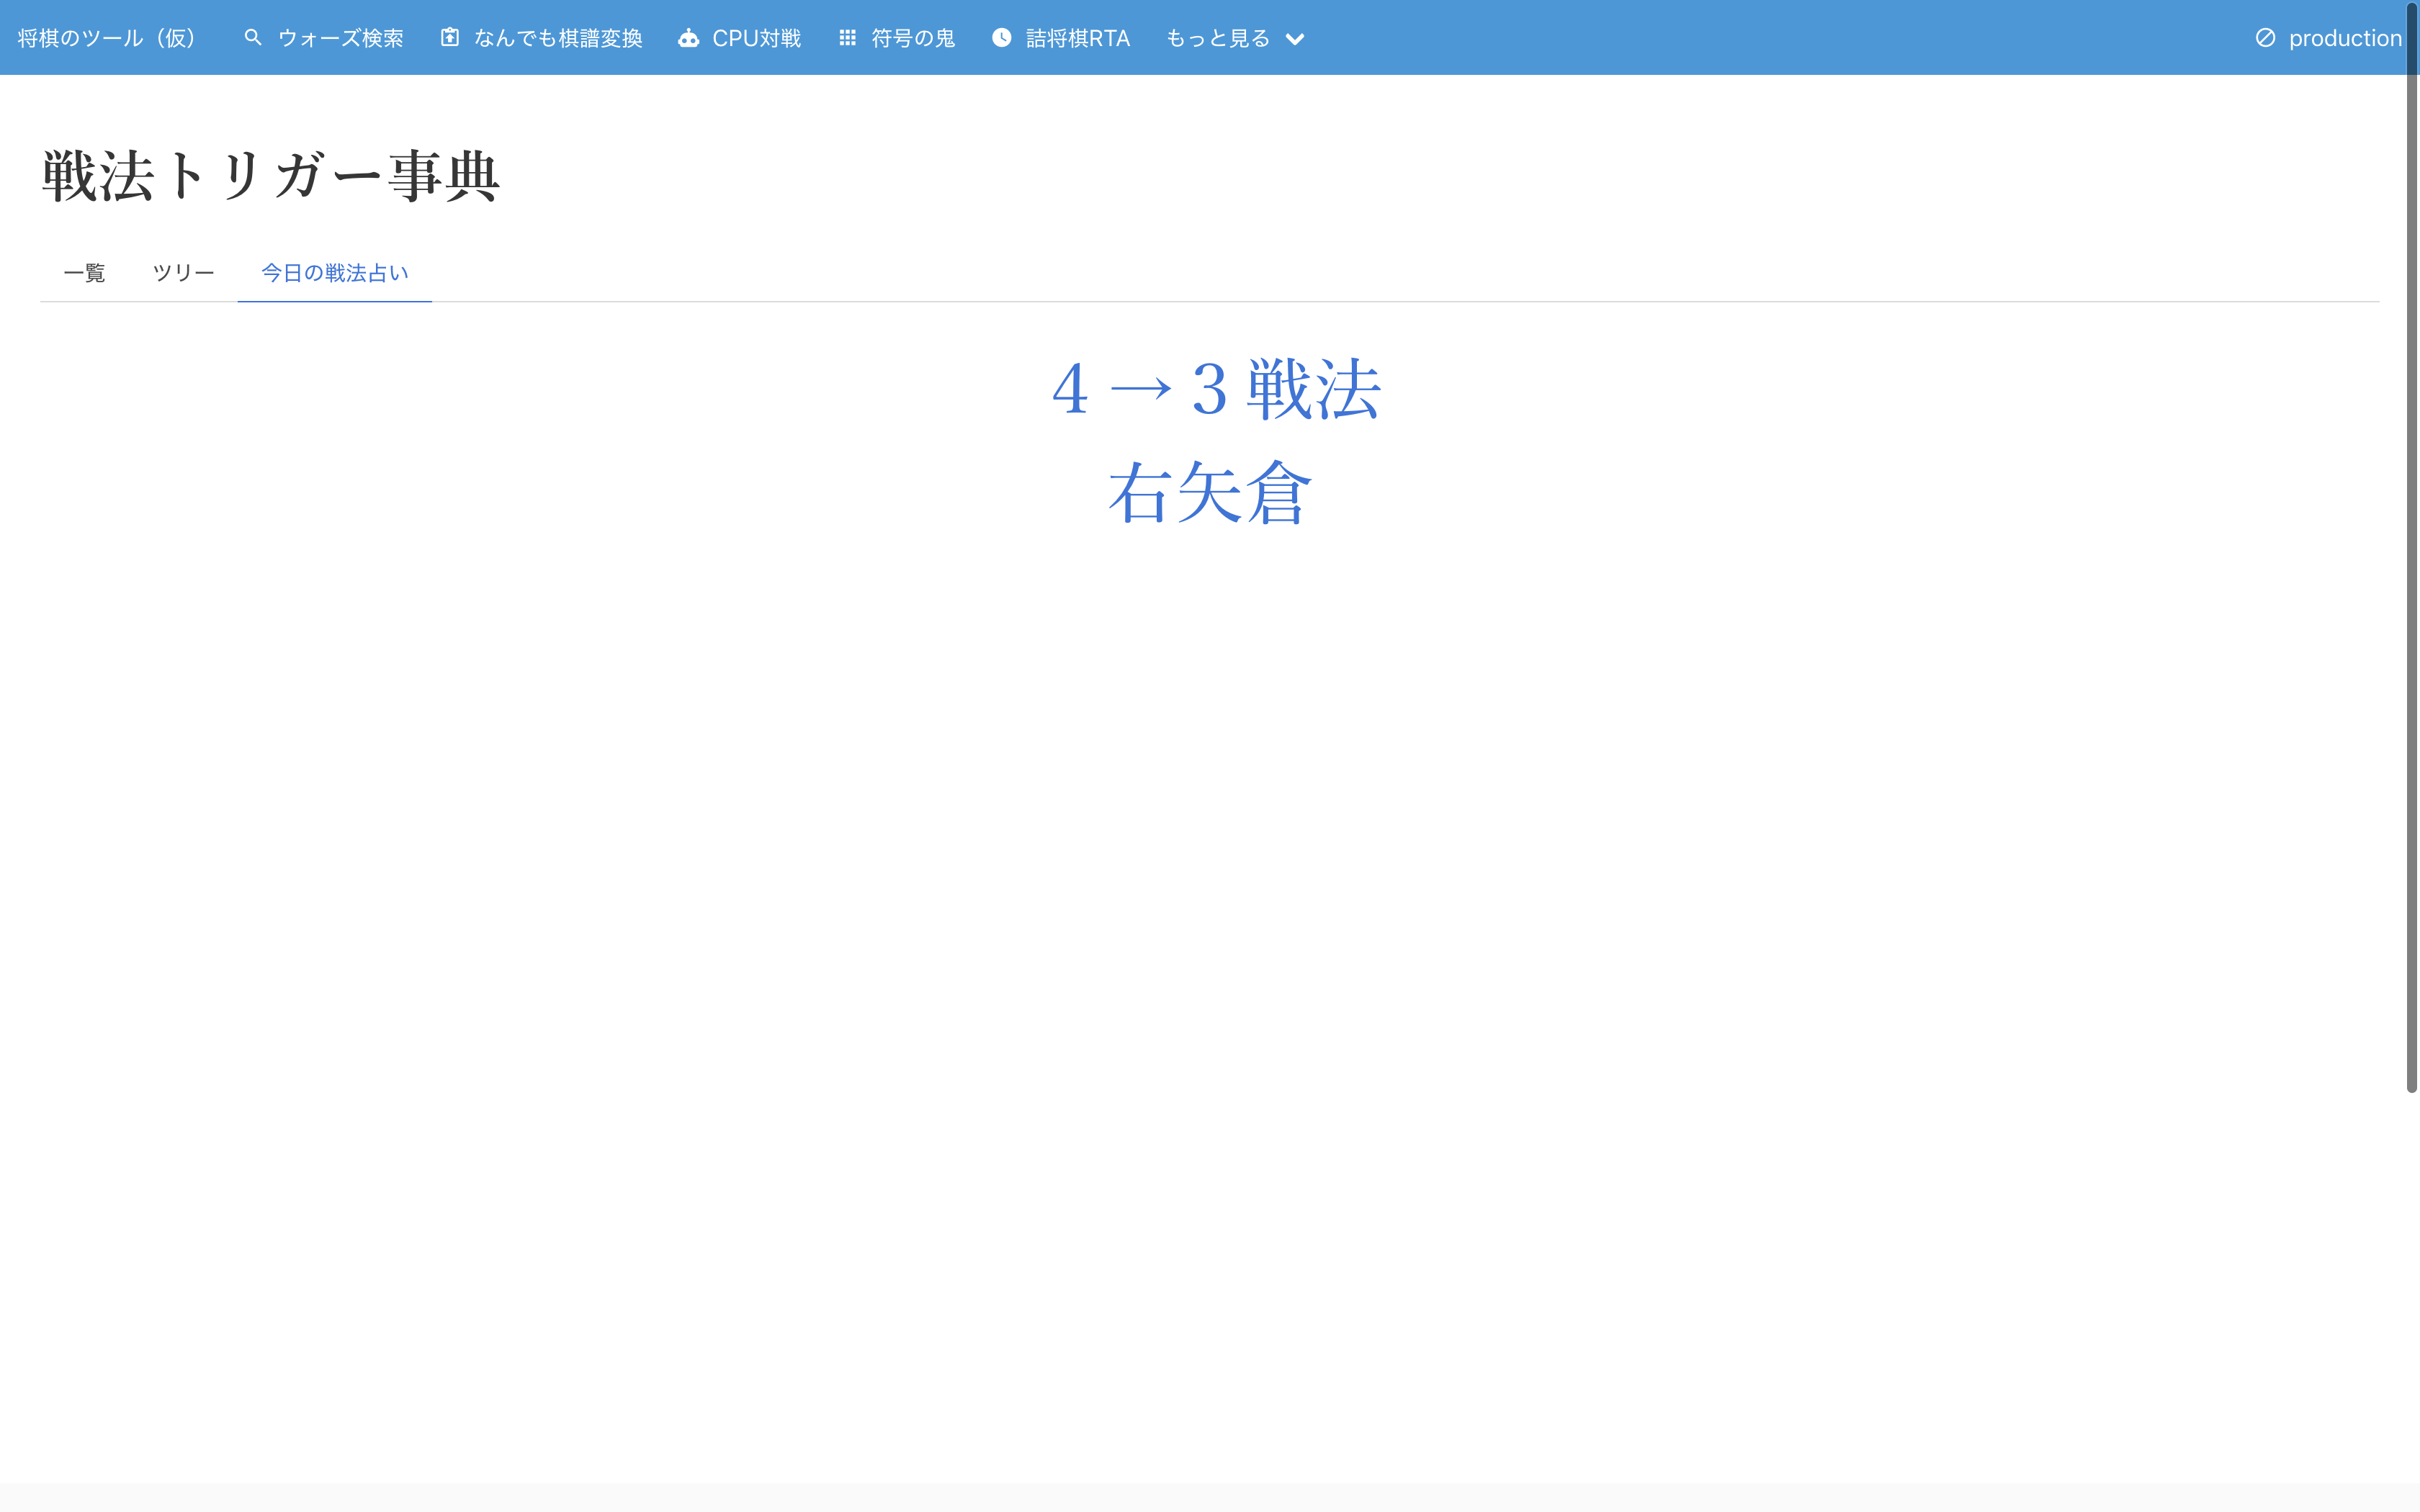 将棋のツール（仮） ウォーズ検索 なんでも棋譜変換 CPU対戦 符号の鬼 詰将棋RTA もっと見る production
戦法トリガー事典
一覧 ツリー 今日の戦法占い
4 → 3 戦法
右矢倉